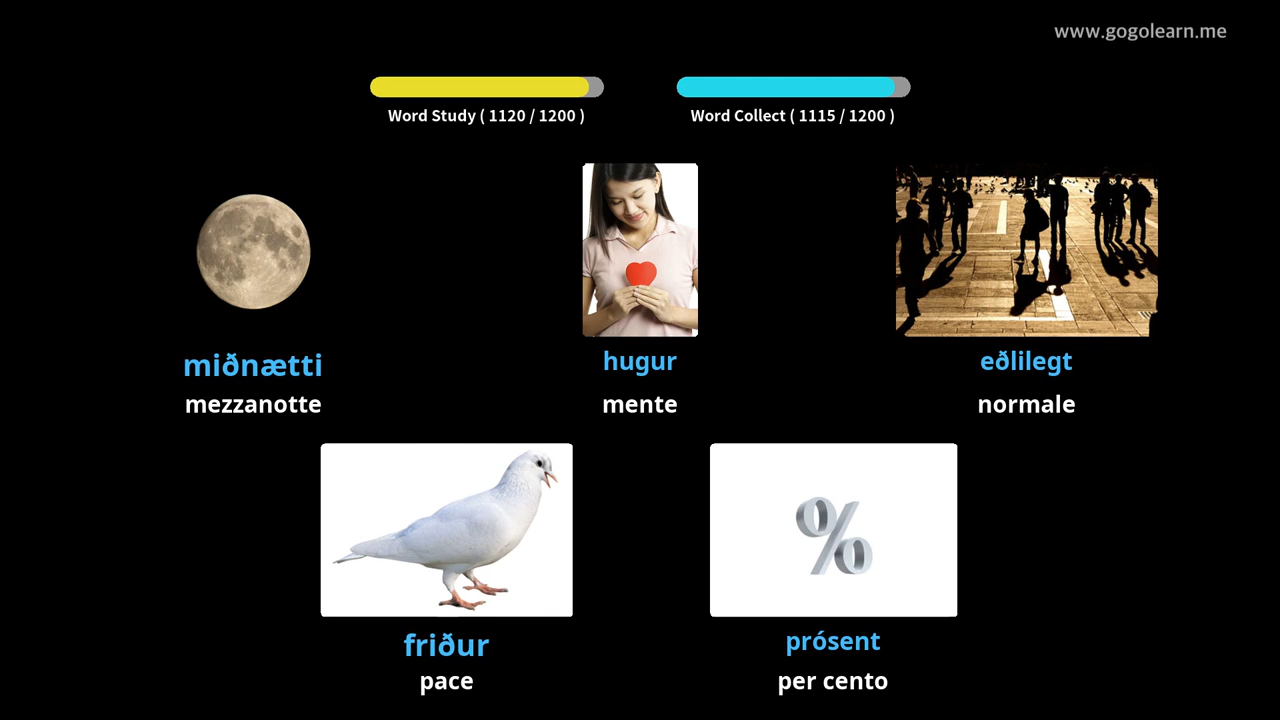 www.gogolearn.me
Word Study ( 1120 / 1200 )
Word Collect ( 1115 / 1200 )
miðnætti
mezzanotte
hugur
mente
eðlilegt
normale
friður
pace
prósent
per cento